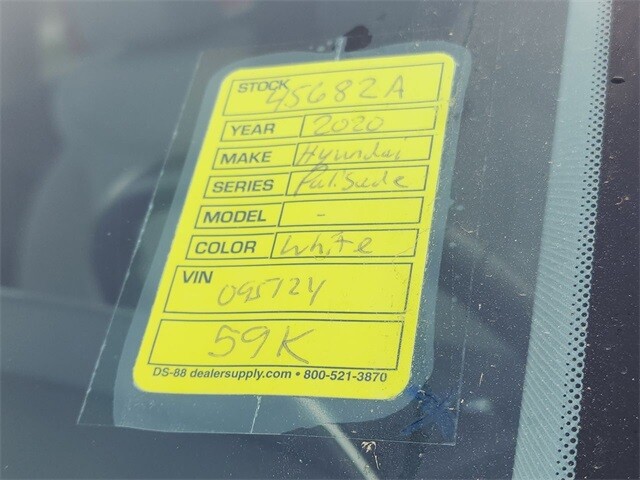 STOCK 45682A
YEAR 2020
MAKE Hyundai
SERIES Palisade
MODEL -
COLOR White
VIN 095124
59K
DS-88 dealersupply.com • 800-521-3870